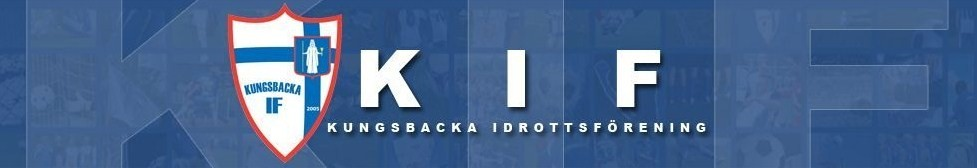 KUNGSBACKA
IF
2005
K I F
KUNGSBACKA IDROTTSFÖRENING
K I F